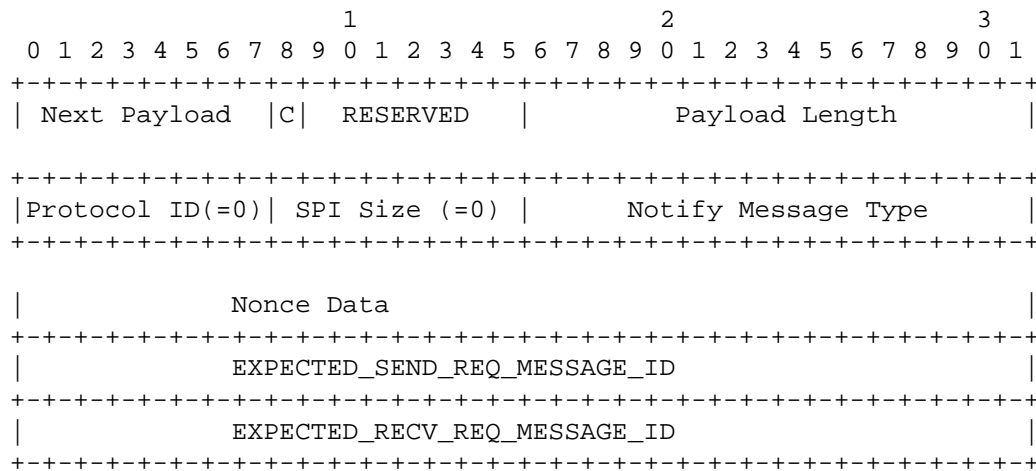 1                   2                   3
 0 1 2 3 4 5 6 7 8 9 0 1 2 3 4 5 6 7 8 9 0 1 2 3 4 5 6 7 8 9 0 1
+-+-+-+-+-+-+-+-+-+-+-+-+-+-+-+-+-+-+-+-+-+-+-+-+-+-+-+-+-+-+-+-+
| Next Payload  |C|  RESERVED   |         Payload Length        |
+-+-+-+-+-+-+-+-+-+-+-+-+-+-+-+-+-+-+-+-+-+-+-+-+-+-+-+-+-+-+-+-+
|Protocol ID(=0)| SPI Size (=0) |      Notify Message Type      |
+-+-+-+-+-+-+-+-+-+-+-+-+-+-+-+-+-+-+-+-+-+-+-+-+-+-+-+-+-+-+-+-+
|             Nonce Data                                        |
+-+-+-+-+-+-+-+-+-+-+-+-+-+-+-+-+-+-+-+-+-+-+-+-+-+-+-+-+-+-+-+-+
|             EXPECTED_SEND_REQ_MESSAGE_ID                      |
+-+-+-+-+-+-+-+-+-+-+-+-+-+-+-+-+-+-+-+-+-+-+-+-+-+-+-+-+-+-+-+-+
|             EXPECTED_RECV_REQ_MESSAGE_ID                      |
+-+-+-+-+-+-+-+-+-+-+-+-+-+-+-+-+-+-+-+-+-+-+-+-+-+-+-+-+-+-+-+-+